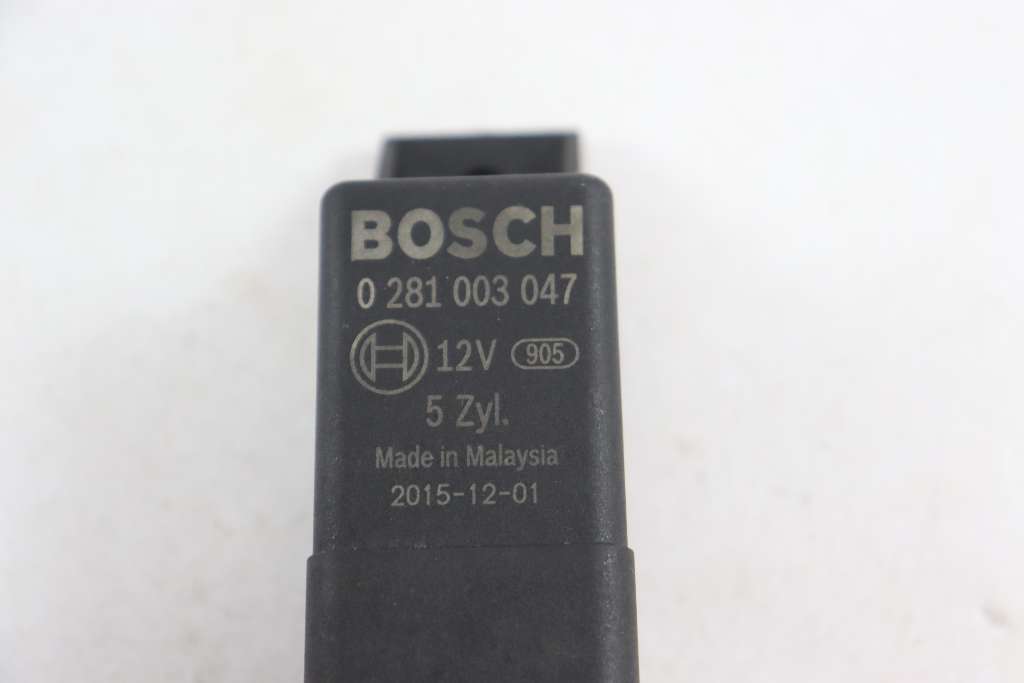 BOSCH
0 281 003 047
12V 905
5 Zyl.
Made in Malaysia
2015-12-01